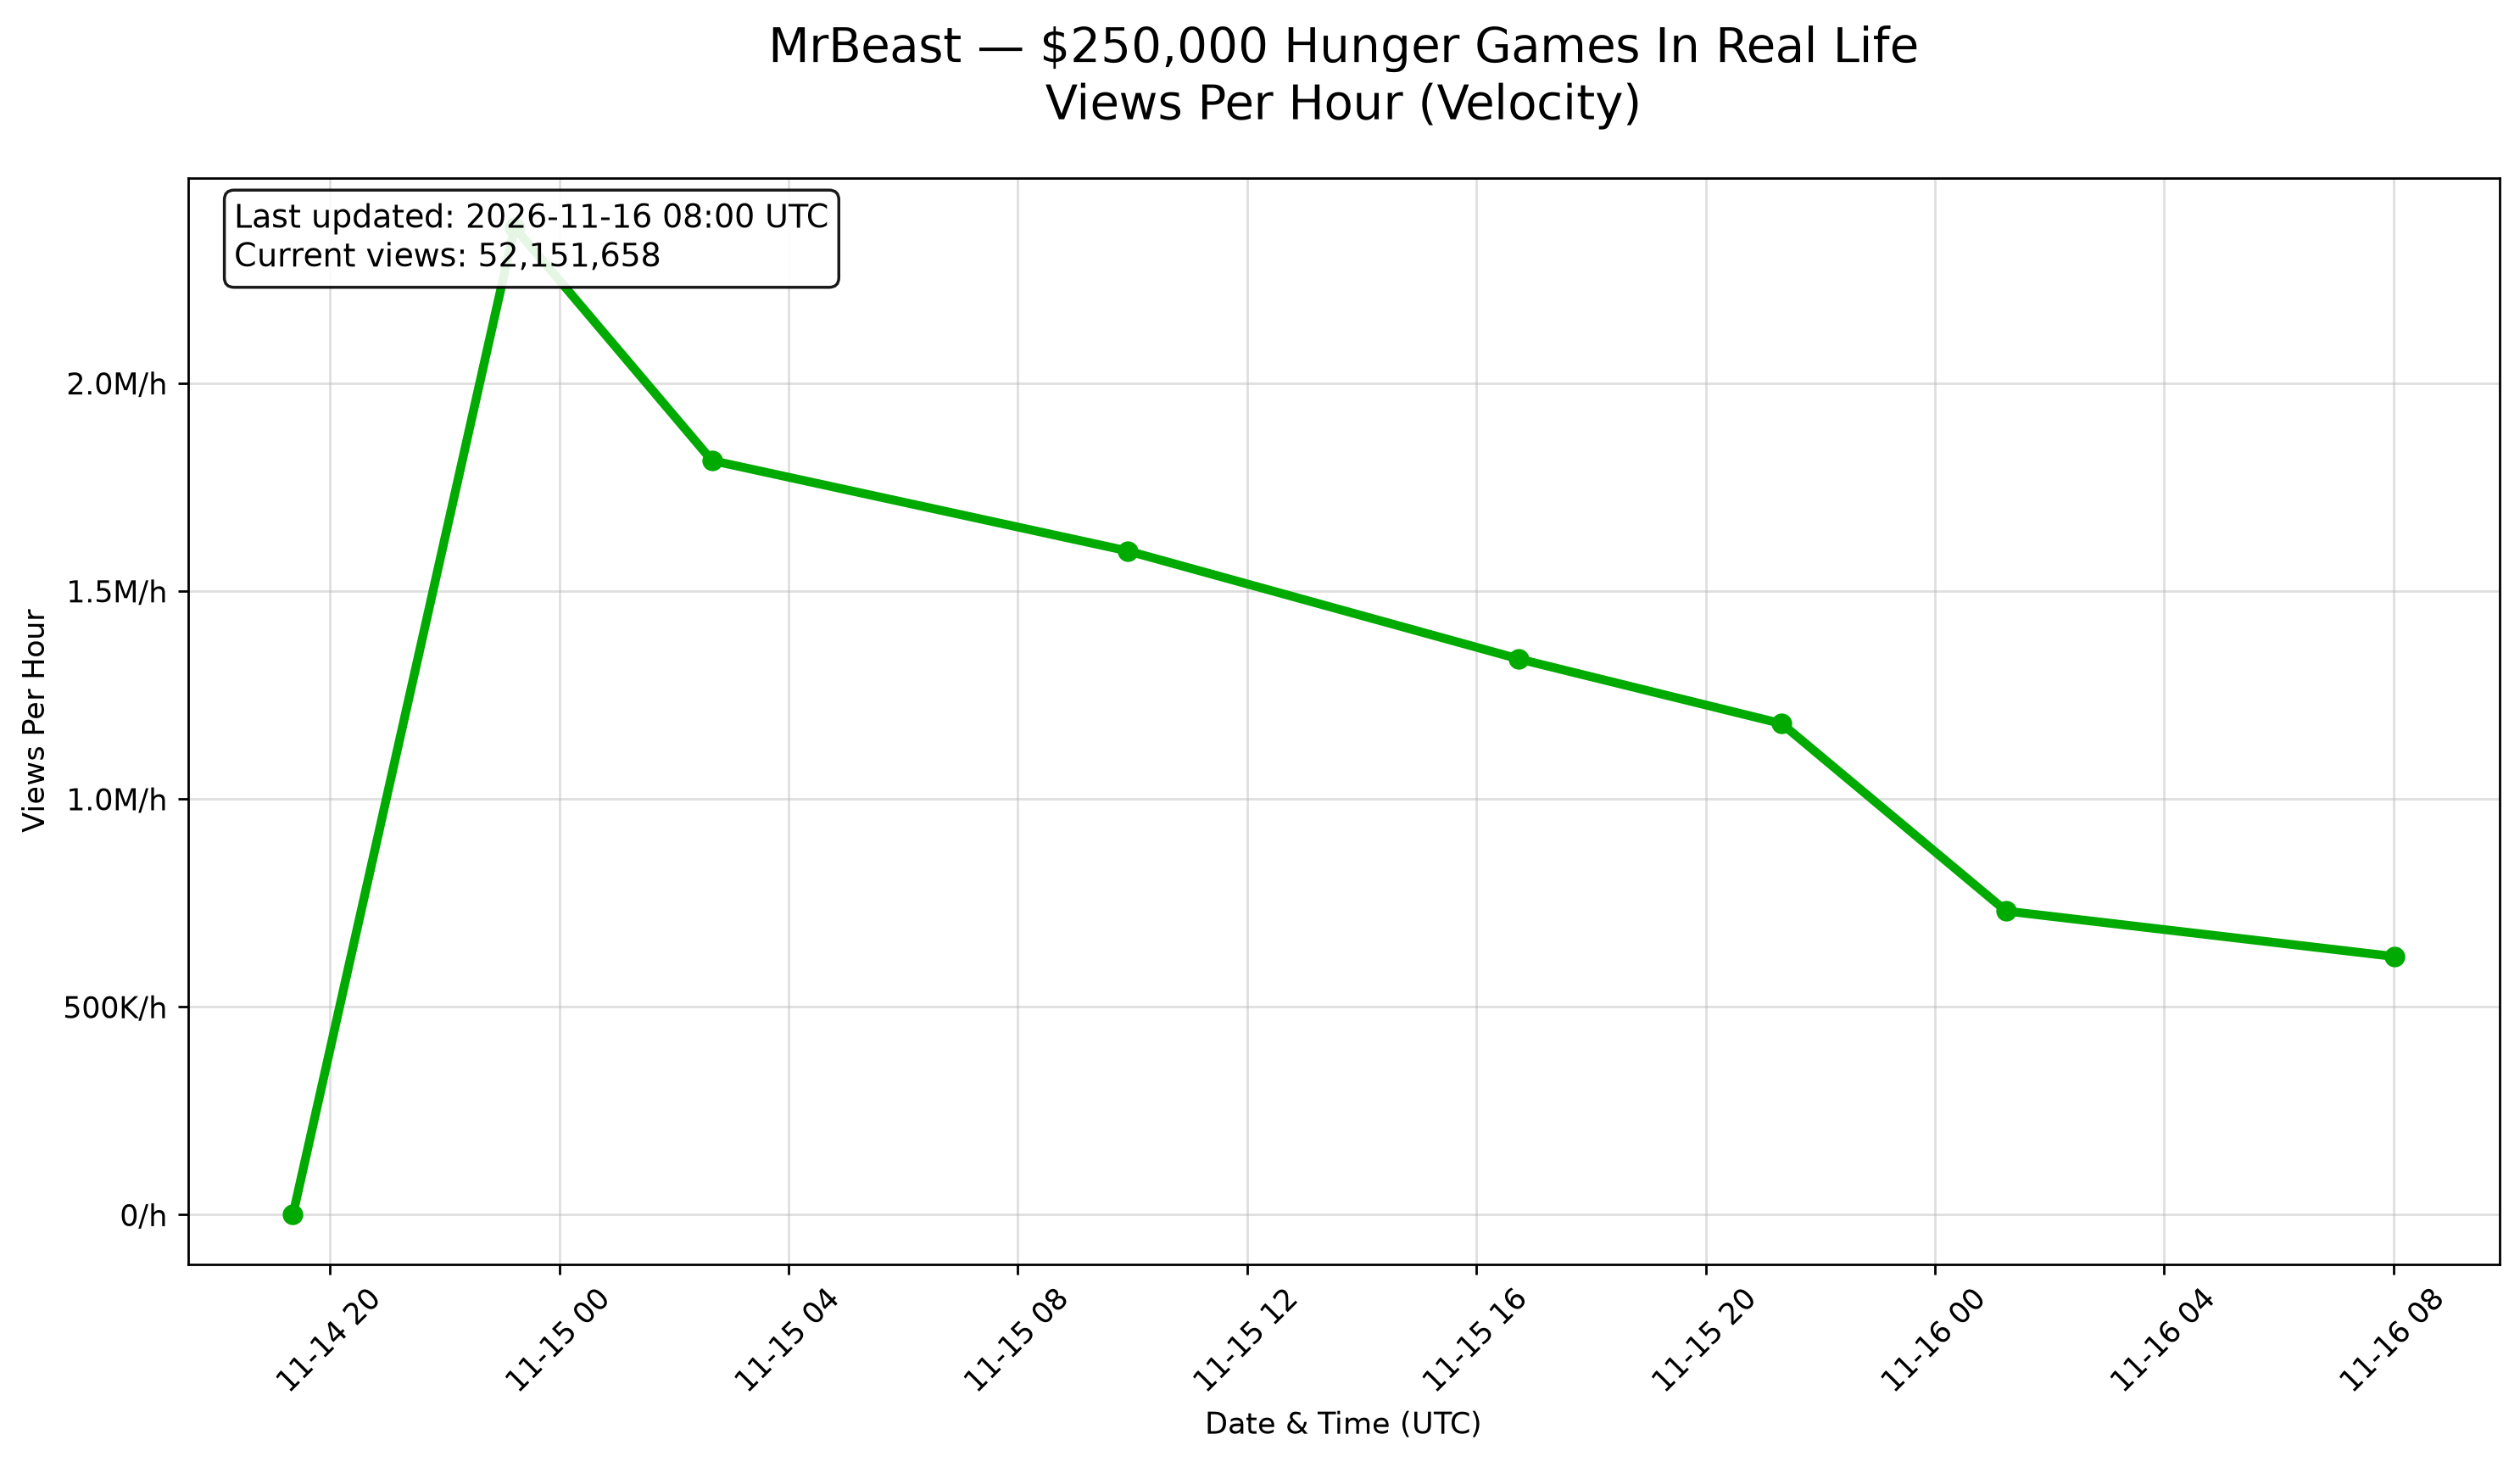 MrBeast — $250,000 Hunger Games In Real Life
Views Per Hour (Velocity)
Last updated: 2026-11-16 08:00 UTC
Current views: 52,151,658
2.0M/h
1.5M/h
1.0M/h
500K/h
0/h
Views Per Hour
11-14 20
11-15 00
11-15 04
11-15 08
11-15 12
11-15 16
11-15 20
11-16 00
11-16 04
11-16 08
Date & Time (UTC)